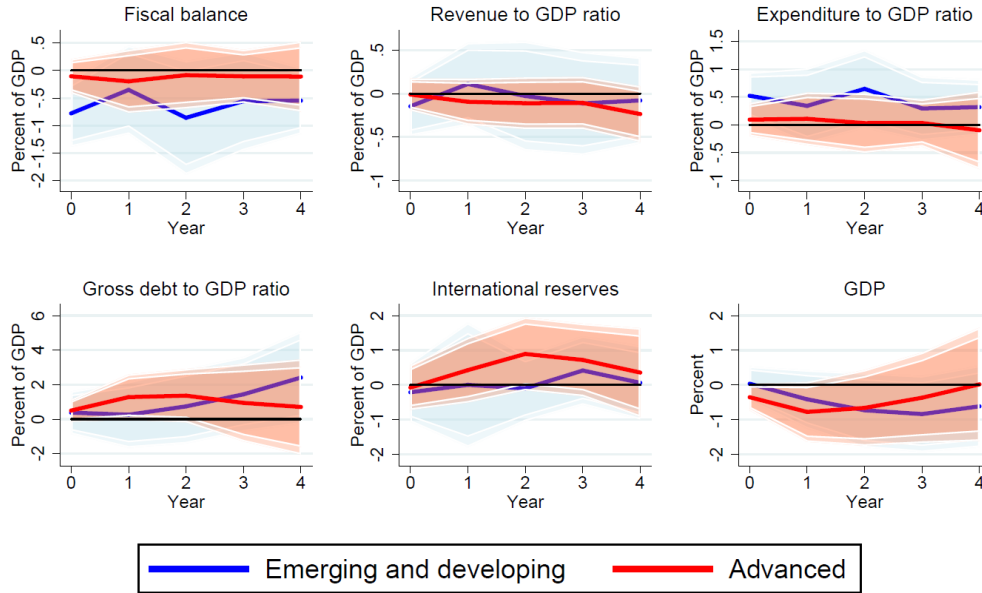 Fiscal balance
Percent of GDP
.5
0
-.5
-1
-1.5
-2
0 1 2 3 4
Year
Revenue to GDP ratio
Percent of GDP
.5
0
-.5
-1
0 1 2 3 4
Year
Expenditure to GDP ratio
Percent of GDP
1.5
1
.5
0
-.5
-1
0 1 2 3 4
Year
Gross debt to GDP ratio
Percent of GDP
6
4
2
0
-2
0 1 2 3 4
Year
International reserves
Percent of GDP
2
1
0
-1
-2
0 1 2 3 4
Year
GDP
Percent
2
1
0
-1
-2
0 1 2 3 4
Year
Emerging and developing
Advanced